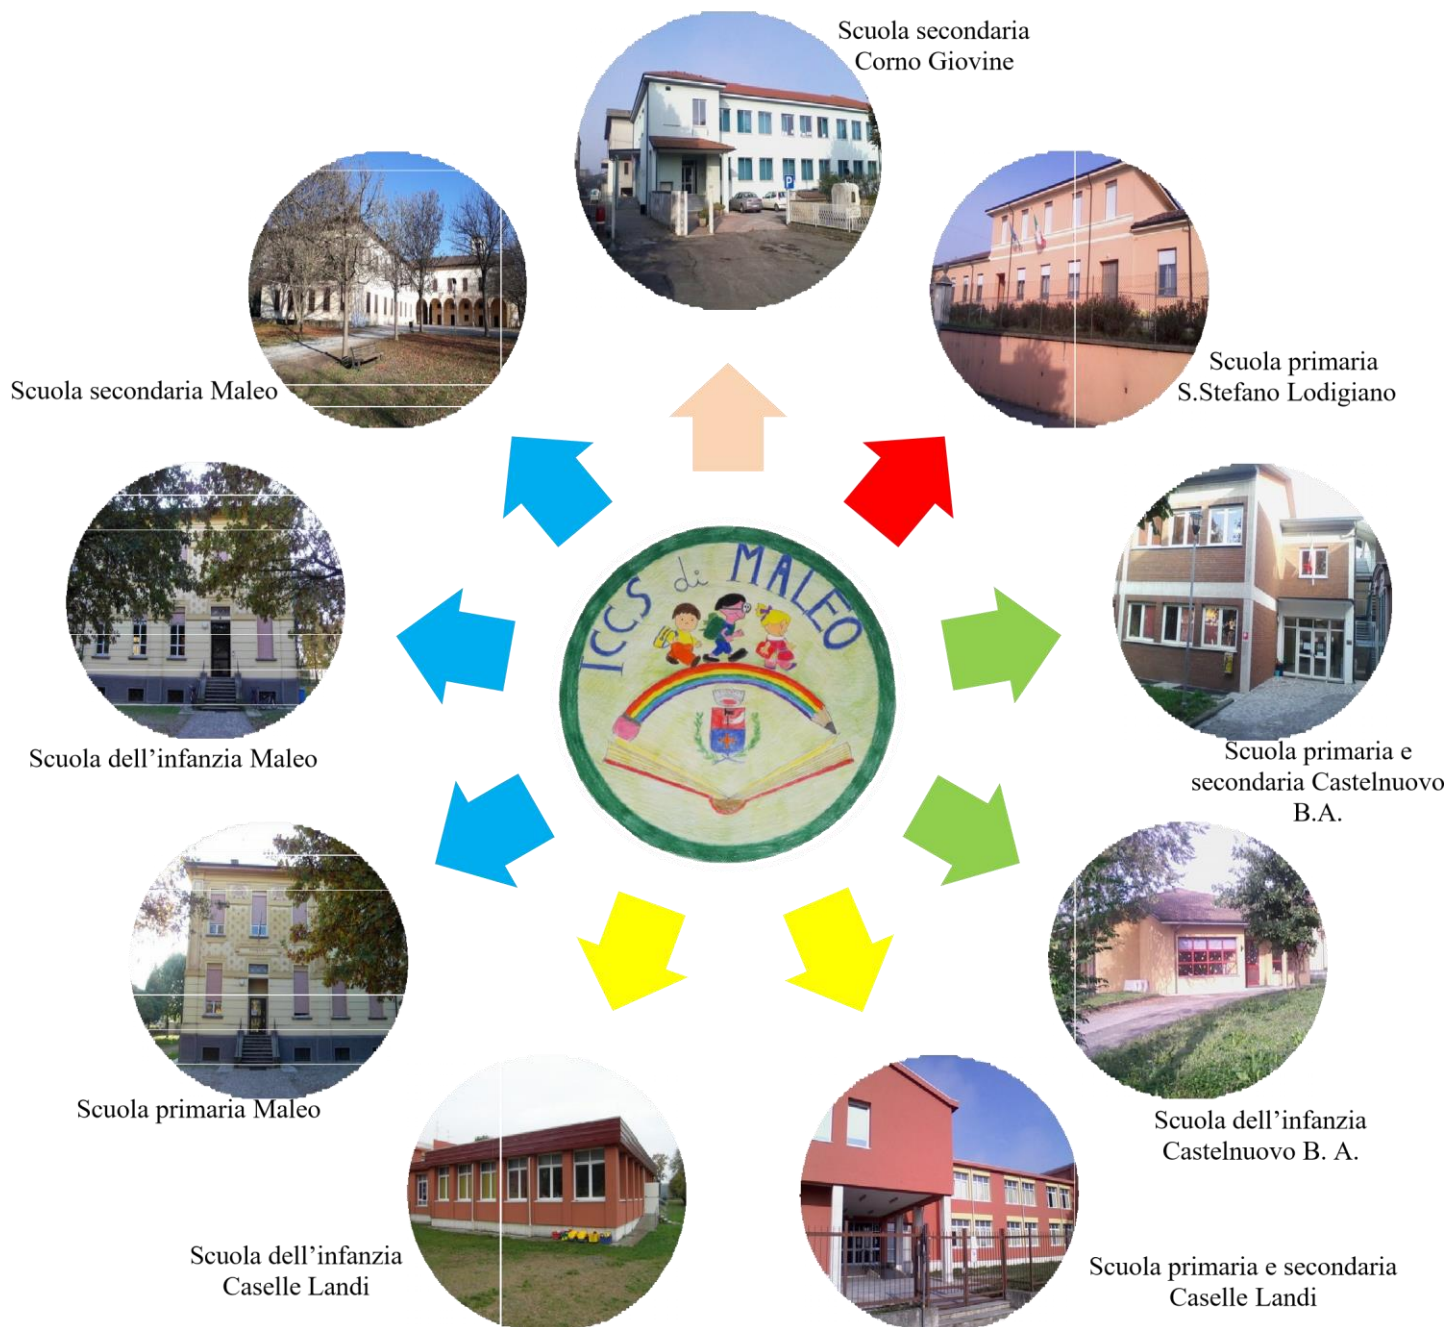 Scuola secondaria
Corno Giovine
Scuola primaria
S.Stefano Lodigiano
Scuola secondaria Maleo
ICCS di MALEO
Scuola dell’infanzia Maleo
Scuola primaria e
secondaria Castelnuovo
B.A.
Scuola primaria Maleo
Scuola dell’infanzia
Castelnuovo B. A.
Scuola dell’infanzia
Caselle Landi
Scuola primaria e secondaria
Caselle Landi
P